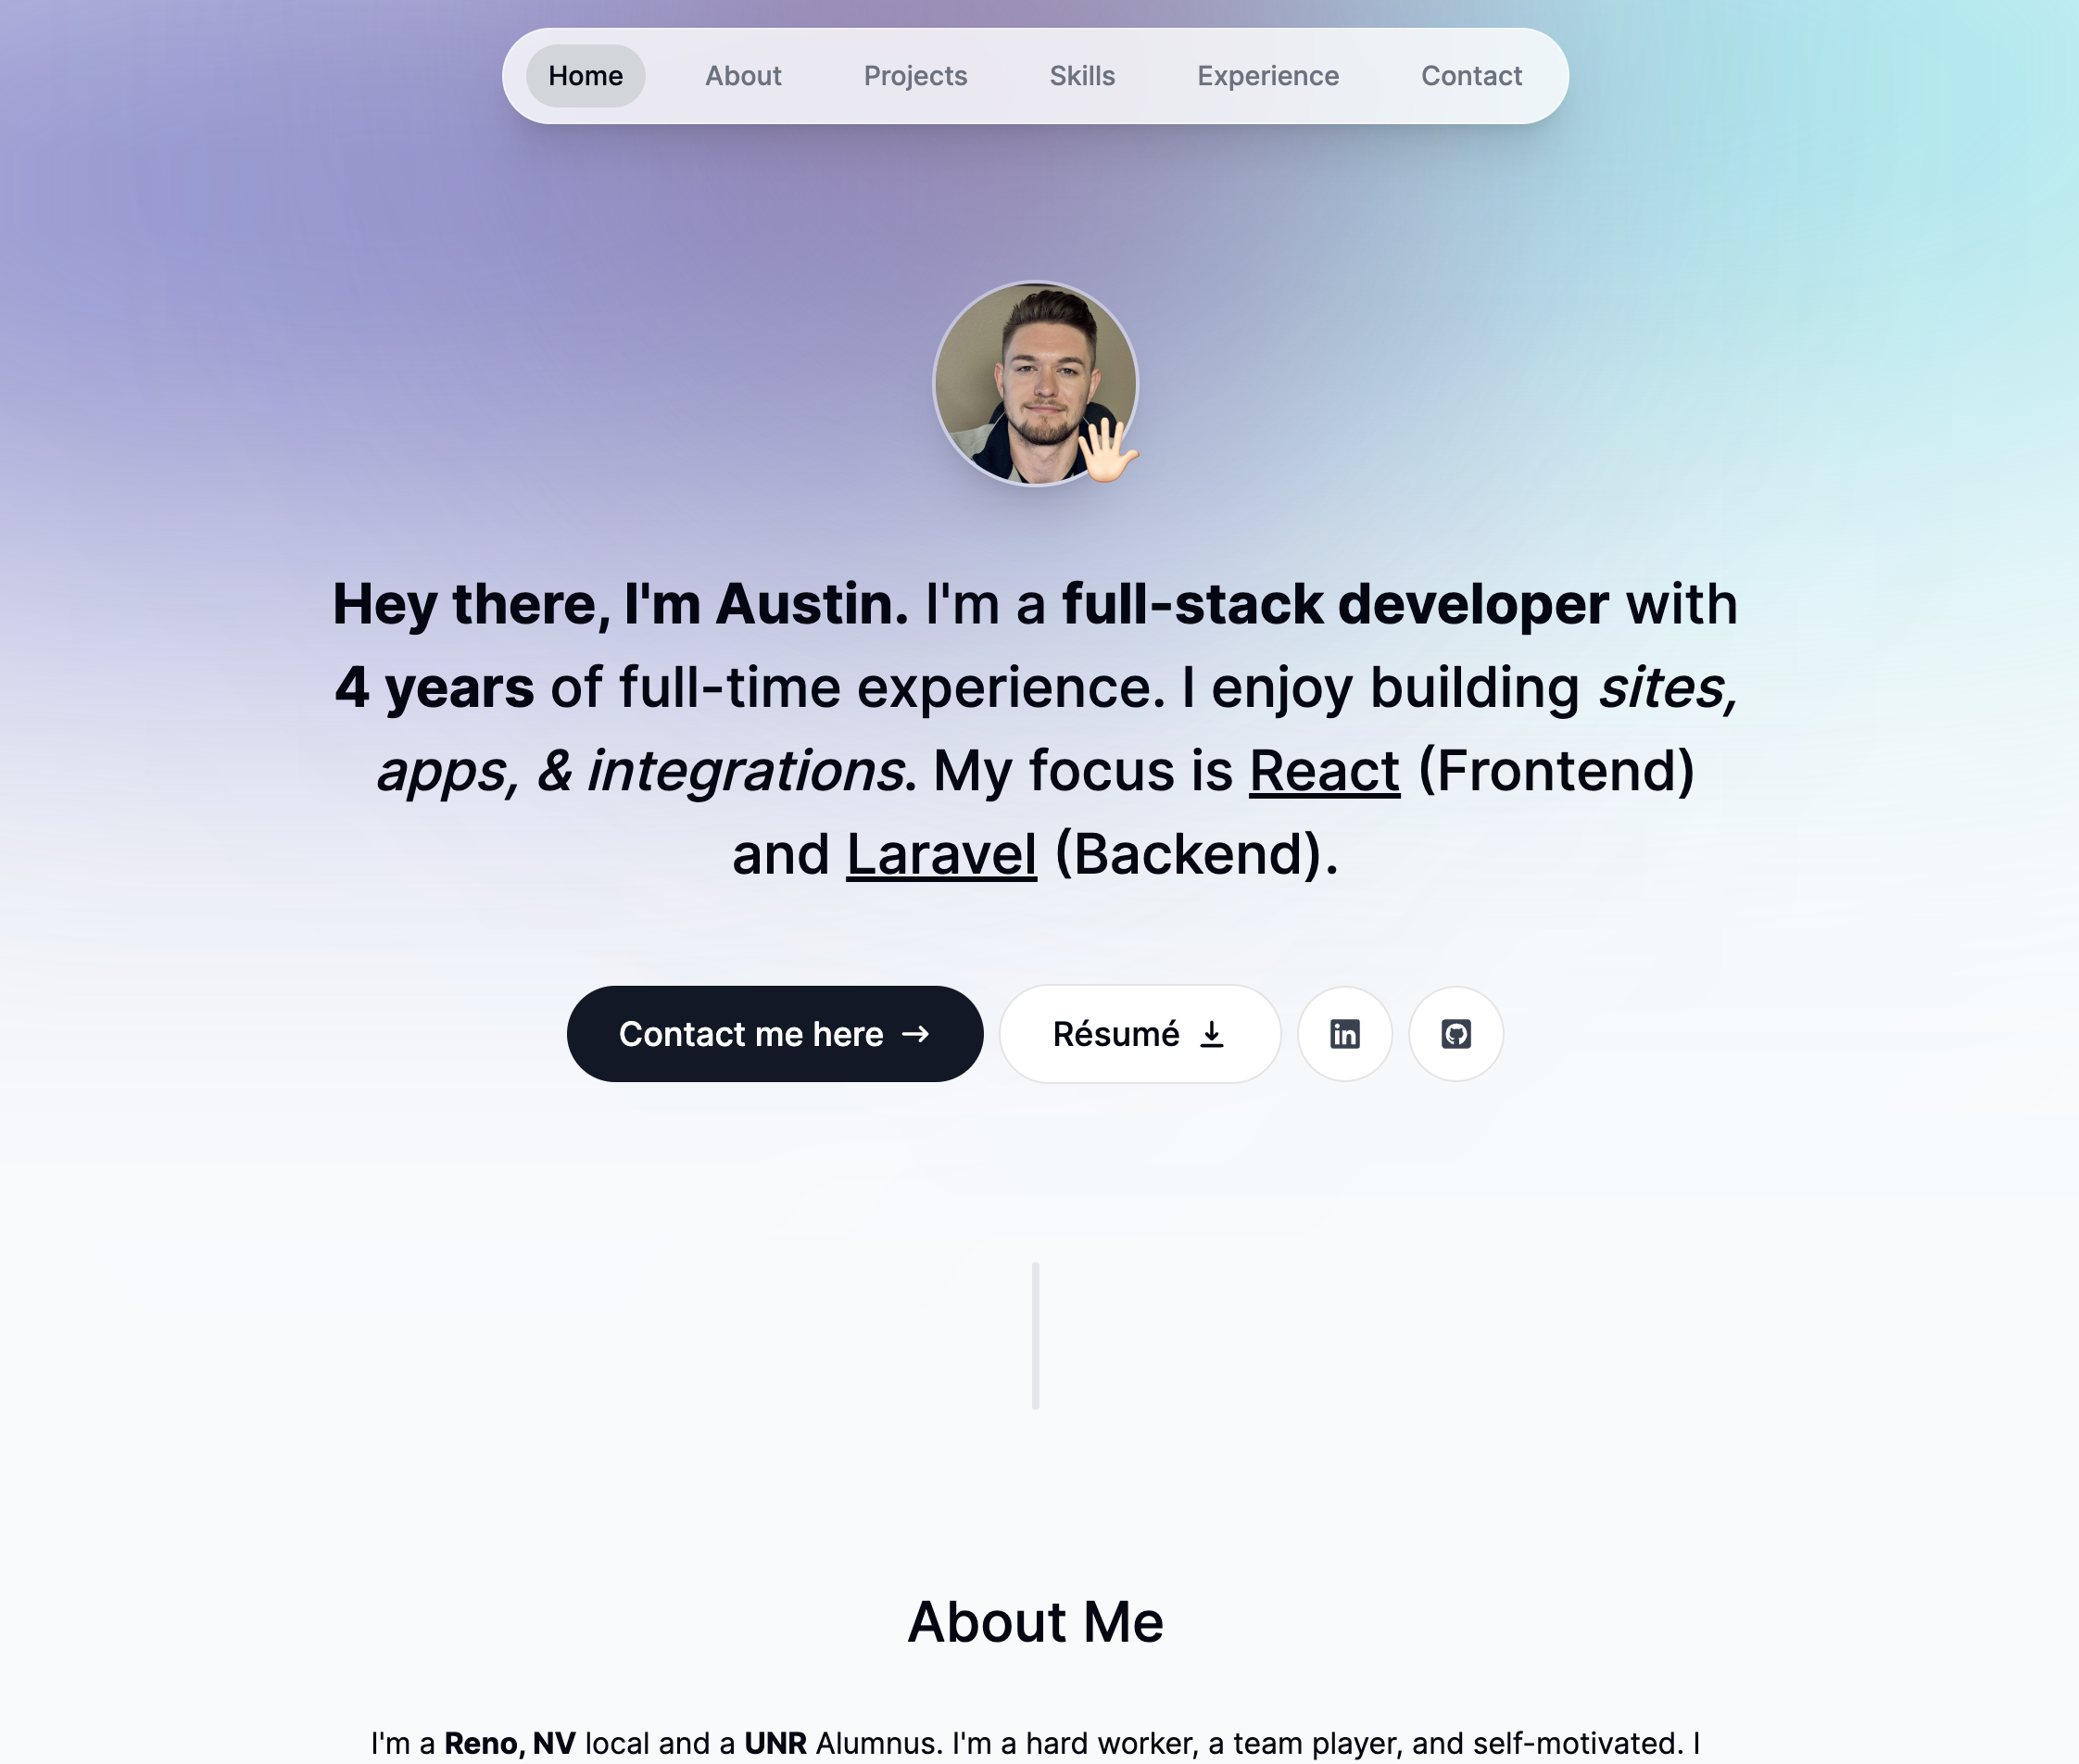 Home About Projects Skills Experience Contact
Hey there, I'm Austin. I'm a full-stack developer with
4 years of full-time experience. I enjoy building sites,
apps, & integrations. My focus is React (Frontend)
and Laravel (Backend).
Contact me here → Résumé in
About Me
I'm a Reno, NV local and a UNR Alumnus. I'm a hard worker, a team player, and self-motivated. I